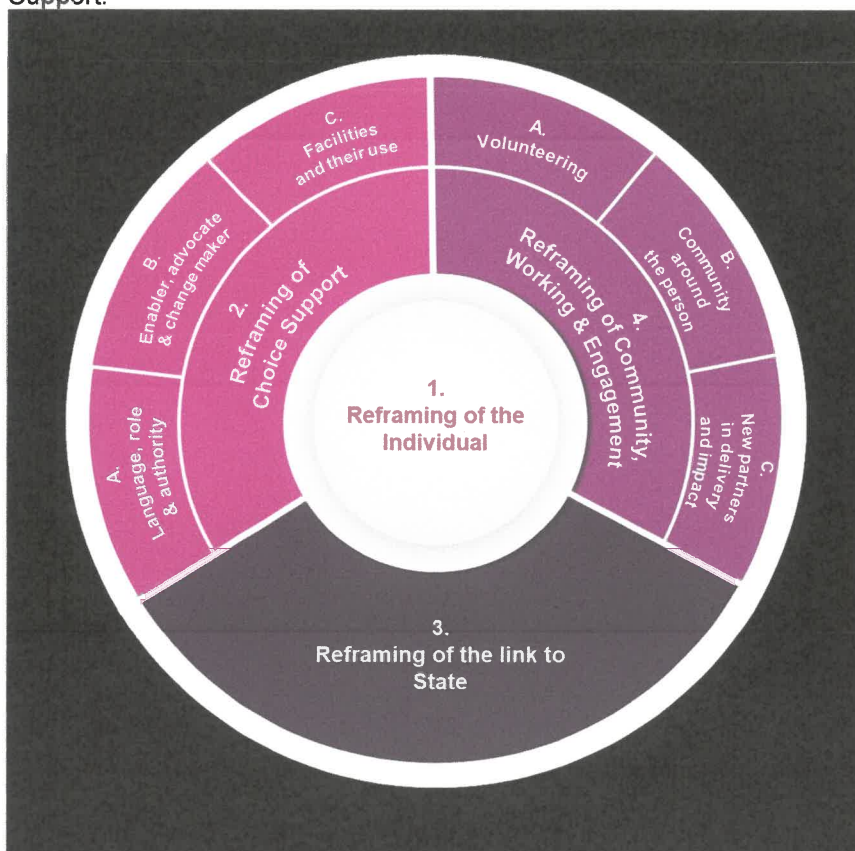 Support.
1.
Reframing of the
Individual
2.
Reframing of
Choice Support
A.
Language, role
& authority
B.
Enabler, advocate
& change maker
C.
Facilities
and their use
3.
Reframing of the link to
State
4.
Reframing of Community,
Working & Engagement
A.
Volunteering
B.
Community
around
the person
C.
New partners
in delivery
and impact